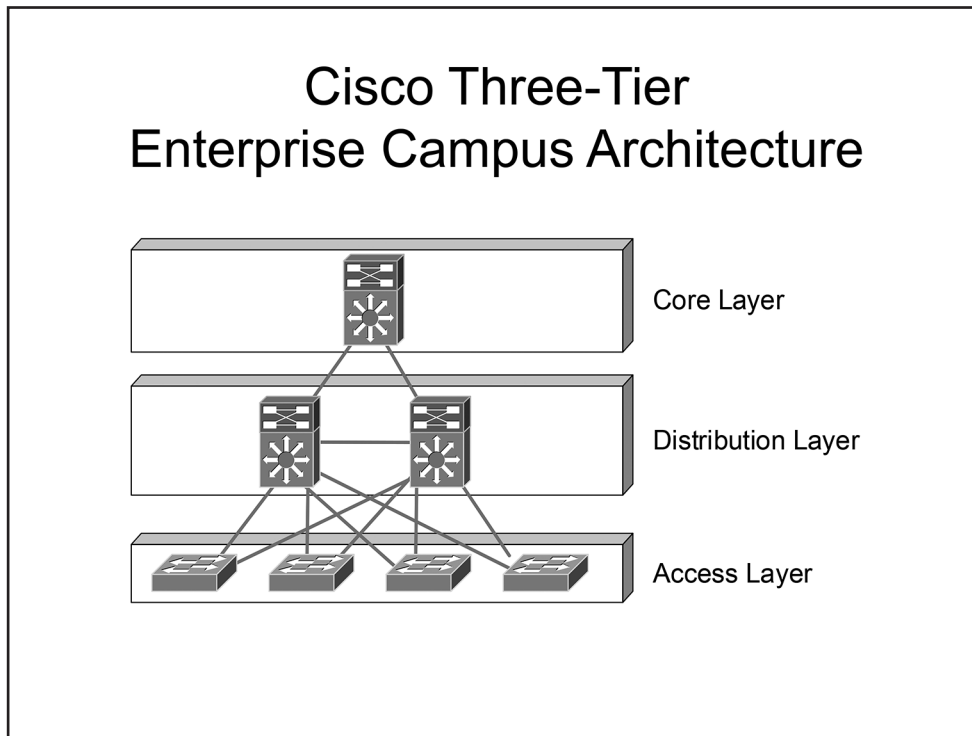 Cisco Three-Tier
Enterprise Campus Architecture
Core Layer
Distribution Layer
Access Layer